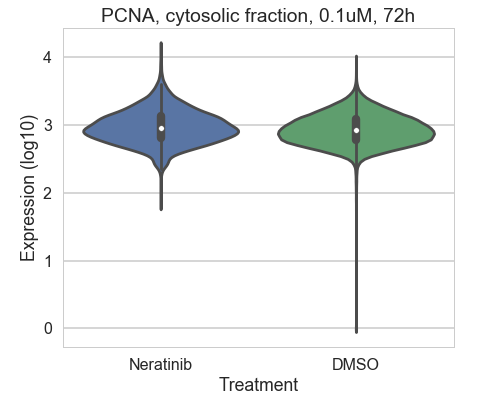 PCNA, cytosolic fraction, 0.1uM, 72h
Expression (log10)
4
3
2
1
0
Neratinib DMSO
Treatment